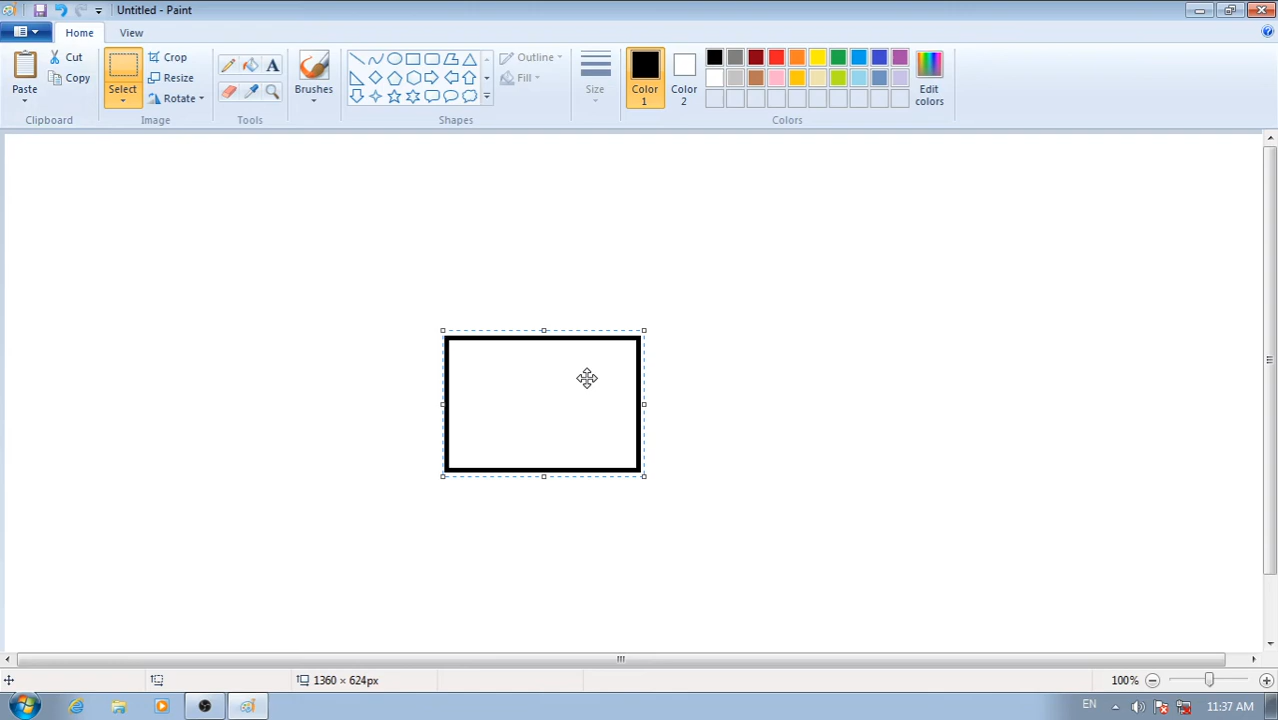 Untitled - Paint
Home
View
Paste
Cut
Copy
Clipboard
Select
Crop
Resize
Rotate
Image
Tools
Brushes
Shapes
Outline
Fill
Size
Color
1
Color
2
Edit
colors
Colors
1360 × 624px
100%
EN
11:37 AM